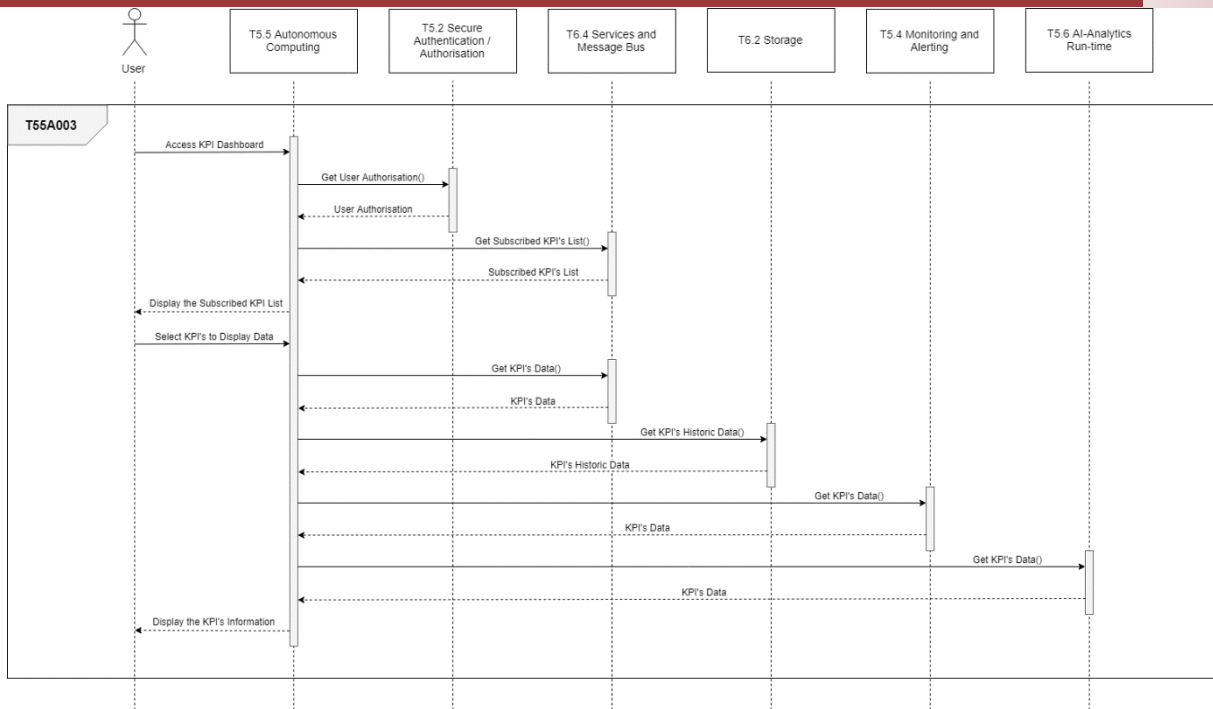 User
T5.5 Autonomous
Computing
T5.2 Secure
Authentication /
Authorisation
T6.4 Services and
Message Bus
T6.2 Storage
T5.4 Monitoring and
Alerting
T5.6 AI-Analytics
Run-time
T55A003
Access KPI Dashboard
Get User Authorisation()
User Authorisation
Get Subscribed KPI's List()
Subscribed KPI's List
Display the Subscribed KPI List
Select KPI's to Display Data
Get KPI's Data()
KPI's Data
Get KPI's Historic Data()
KPI's Historic Data
Get KPI's Data()
KPI's Data
Get KPI's Data()
KPI's Data
Display the KPI's Information